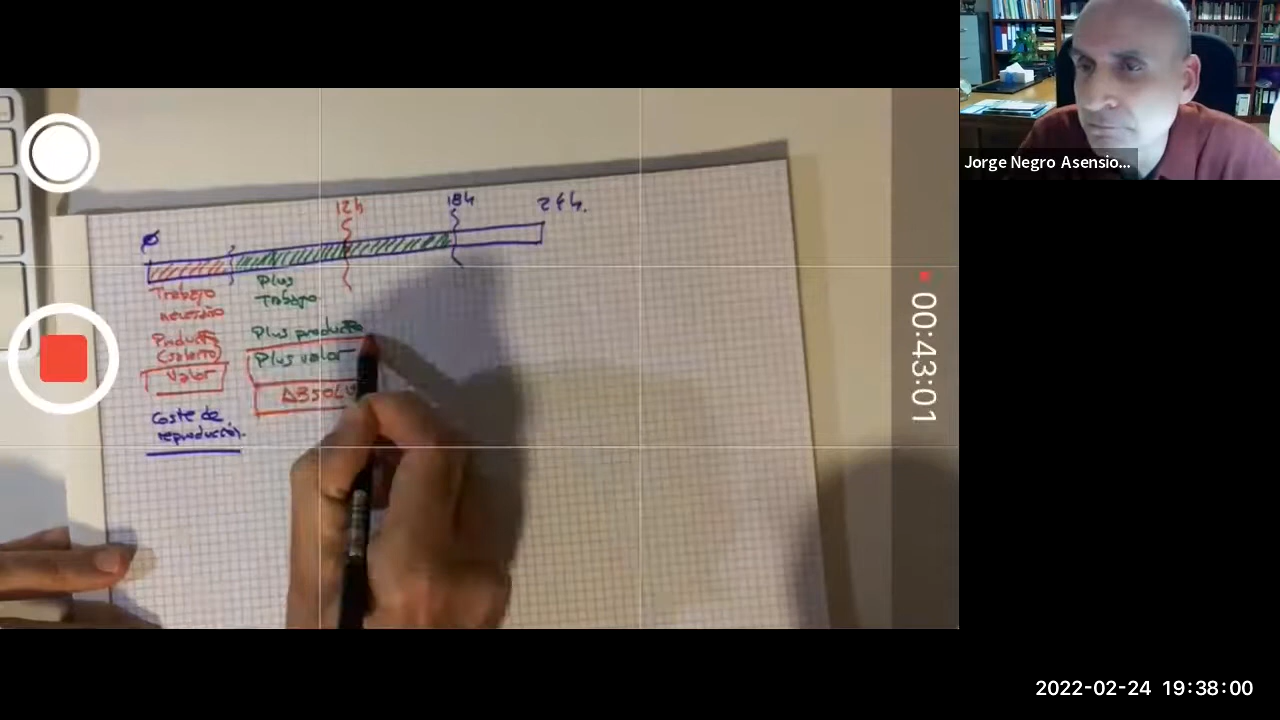 Jorge Negro Asensio...
12h
18h
24h.
Ø
Trabajo
necesario
Plus
Trabajo
Producto
(salario)
Valor
Plus producto
Plus valor
ABSOLU
Coste de
reproducción.
00:43:01
2022-02-24 19:38:00